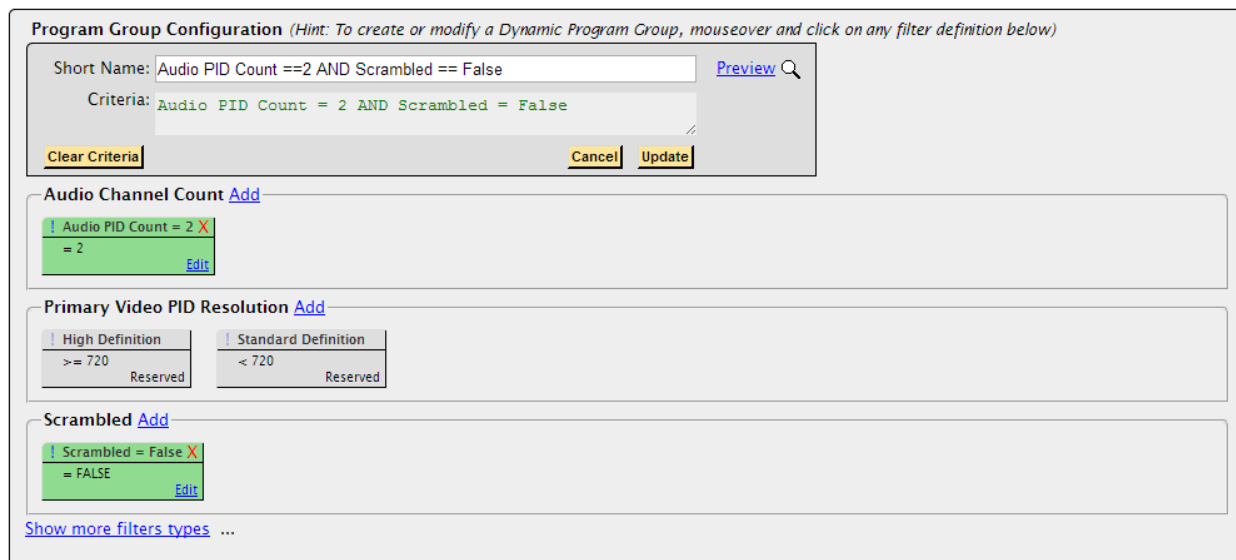 Program Group Configuration (Hint: To create or modify a Dynamic Program Group, mouseover and click on any filter definition below)
Short Name: Audio PID Count ==2 AND Scrambled == False Preview
Criteria: Audio PID Count = 2 AND Scrambled = False
Clear Criteria Cancel Update
Audio Channel Count Add
! Audio PID Count = 2 X
= 2
Edit
Primary Video PID Resolution Add
! High Definition ! Standard Definition
>= 720 < 720
Reserved Reserved
Scrambled Add
! Scrambled = False X
= FALSE
Edit
Show more filters types ...